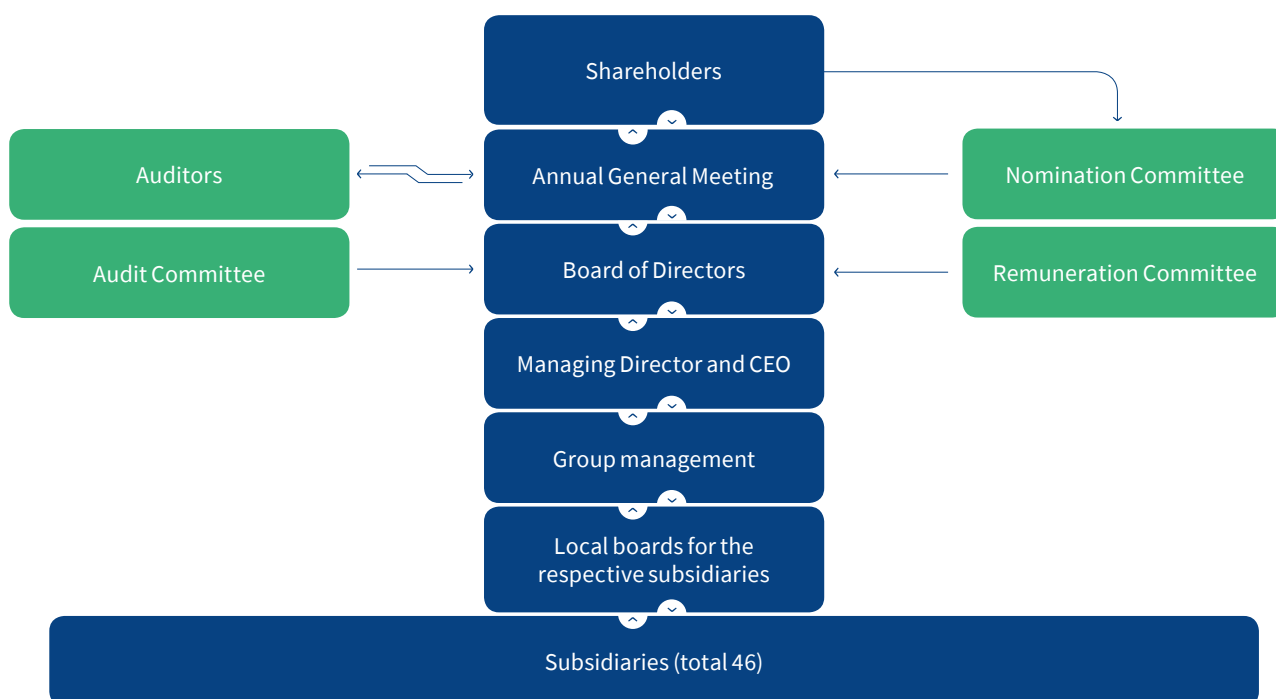 Shareholders
Auditors
Annual General Meeting
Nomination Committee
Audit Committee
Board of Directors
Remuneration Committee
Managing Director and CEO
Group management
Local boards for the
respective subsidiaries
Subsidiaries (total 46)